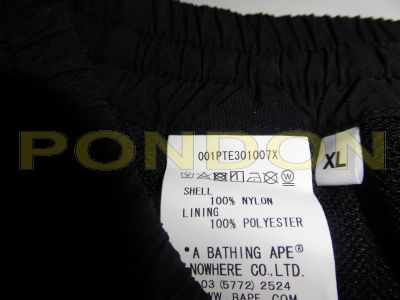 PONDON
001PTE301007X
XL
SHELL
100% NYLON
LINING
100% POLYESTER
*A BATHING APE®
NOWHERE CO., LTD.
03 (5772) 2524
WWW.BAPE.COM